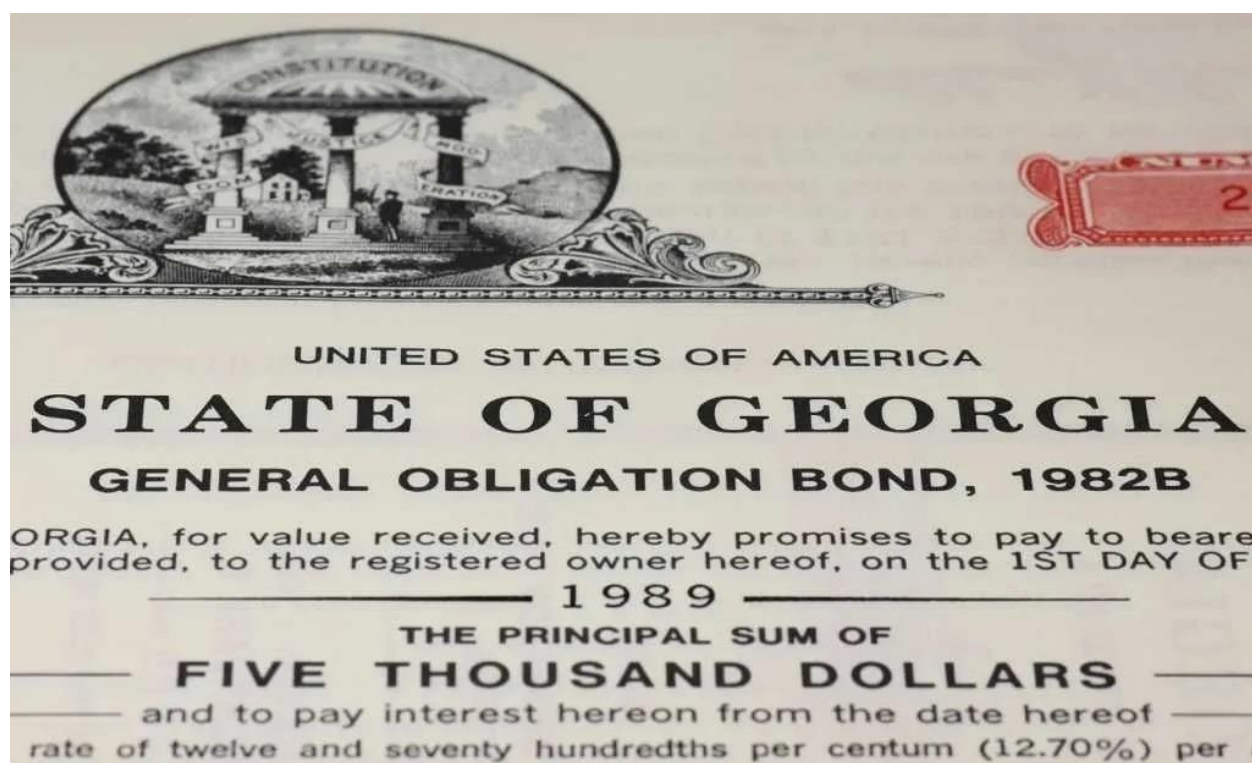 CONSTITUTION
WIS JUSTICE MOD
DOM ERATION
NUM
2
UNITED STATES OF AMERICA
STATE OF GEORGIA
GENERAL OBLIGATION BOND, 1982B
ORGIA, for value received, hereby promises to pay to beare
provided, to the registered owner hereof, on the 1ST DAY OF
1989
THE PRINCIPAL SUM OF
FIVE THOUSAND DOLLARS
and to pay interest hereon from the date hereof
rate of twelve and seventy hundredths per centum (12.70%) per